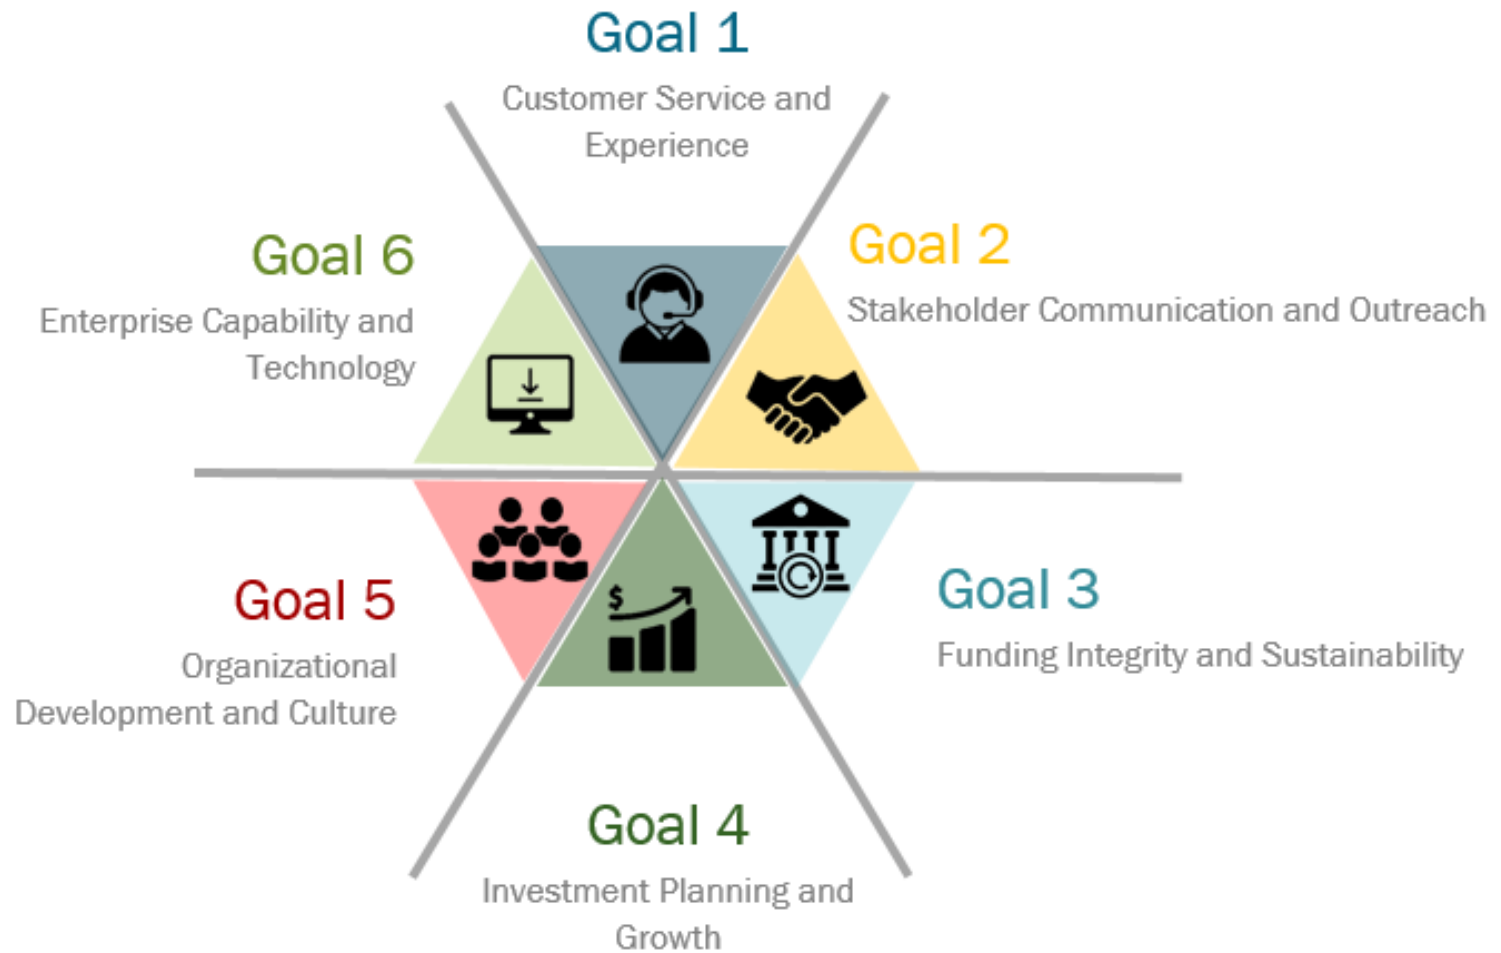 Goal 1
Customer Service and
Experience
Goal 2
Stakeholder Communication and Outreach
Goal 3
Funding Integrity and Sustainability
Goal 4
Investment Planning and
Growth
Goal 5
Organizational
Development and Culture
Goal 6
Enterprise Capability and
Technology
$